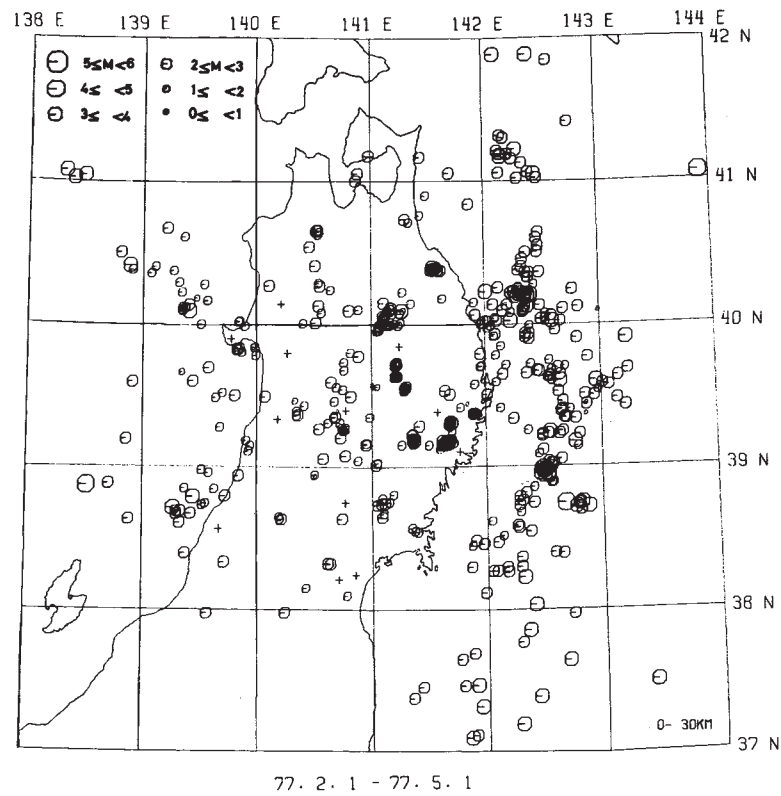 138 E 139 E 140 E 141 E 142 E 143 E 144 E
42 N
5≤M<6 2≤M<3
4≤ <5 1≤ <2
3≤ <4 0≤ <1
41 N
40 N
39 N
38 N
0- 30KM
37 N
77. 2. 1 - 77. 5. 1